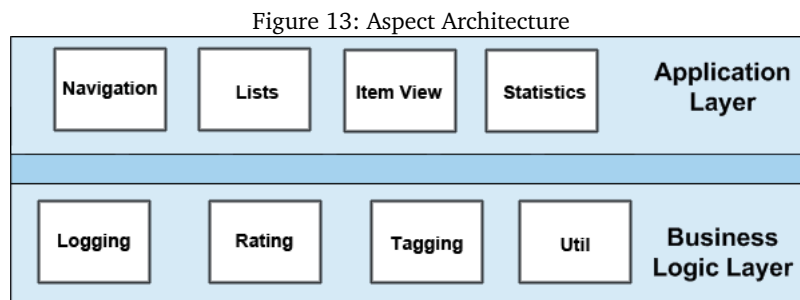 Figure 13: Aspect Architecture
Navigation
Lists
Item View
Statistics
Application
Layer
Logging
Rating
Tagging
Util
Business
Logic Layer